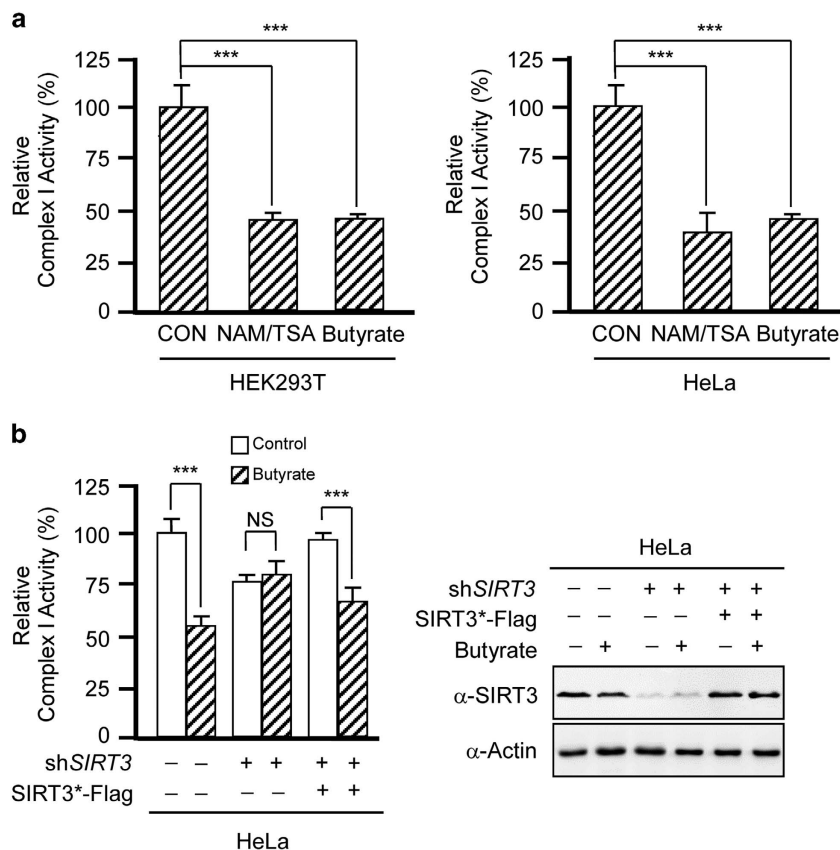 a
***
***
Relative
Complex I Activity (%)
125
100
75
50
25
0
CON NAM/TSA Butyrate
HEK293T
***
***
Relative
Complex I Activity (%)
125
100
75
50
25
0
CON NAM/TSA Butyrate
HeLa
b
Control
Butyrate
***
NS
***
Relative
Complex I Activity (%)
125
100
75
50
25
0
shSIRT3 – – + + + +
SIRT3*-Flag – – – – + +
HeLa
HeLa
shSIRT3 – – + + + +
SIRT3*-Flag – – – – + +
Butyrate – + – + – +
α-SIRT3
α-Actin